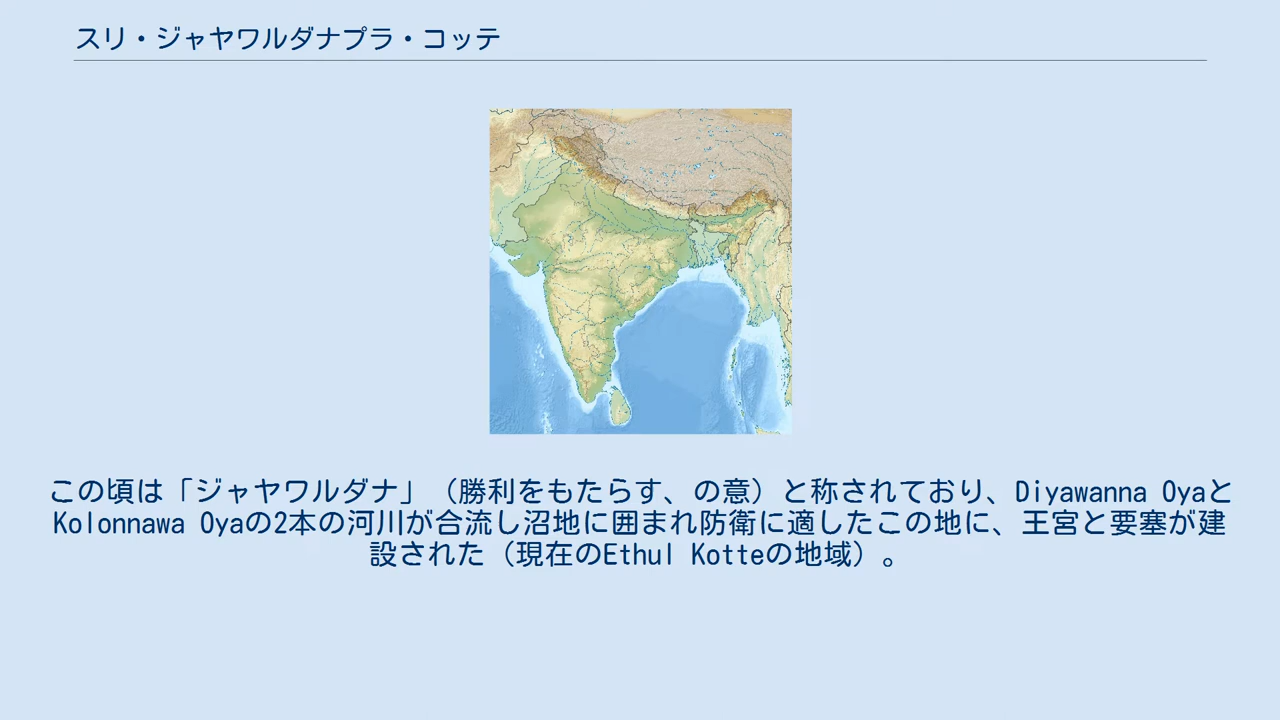 スリ・ジャヤワルダナプラ・コッテ
この頃は「ジャヤワルダナ」（勝利をもたらす、の意）と称されており、Diyawanna Oyaと
Kolonnawa Oyaの2本の河川が合流し沼地に囲まれ防衛に適したこの地に、王宮と要塞が建
設された（現在のEthul Kotteの地域）。